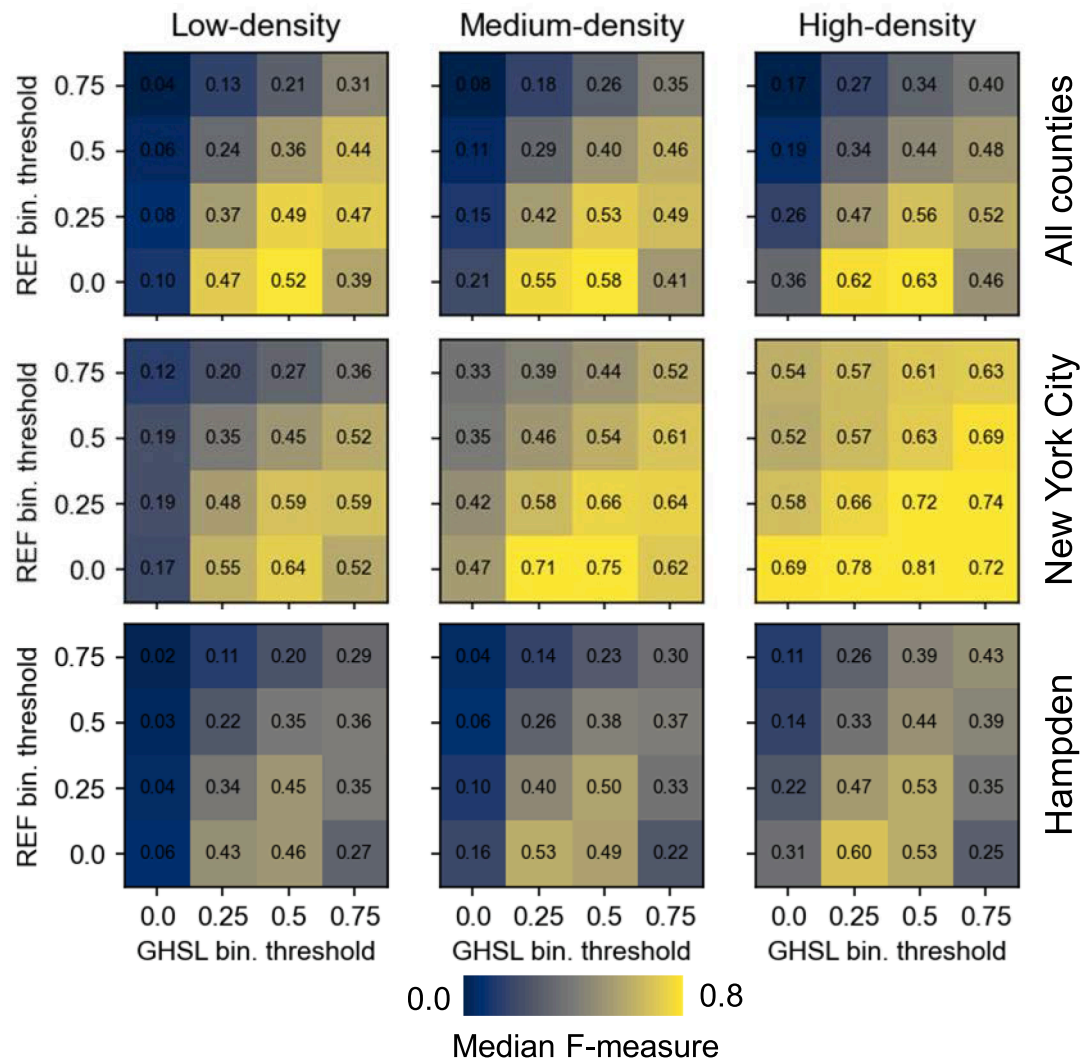 Low-density Medium-density High-density
REF bin. threshold
0.75 0.04 0.13 0.21 0.31 0.08 0.18 0.26 0.35 0.17 0.27 0.34 0.40
0.5 0.06 0.24 0.36 0.44 0.11 0.29 0.40 0.46 0.19 0.34 0.44 0.48
0.25 0.08 0.37 0.49 0.47 0.15 0.42 0.53 0.49 0.26 0.47 0.56 0.52
0.0 0.10 0.47 0.52 0.39 0.21 0.55 0.58 0.41 0.36 0.62 0.63 0.46
All counties
REF bin. threshold
0.75 0.12 0.20 0.27 0.36 0.33 0.39 0.44 0.52 0.54 0.57 0.61 0.63
0.5 0.19 0.35 0.45 0.52 0.35 0.46 0.54 0.61 0.52 0.57 0.63 0.69
0.25 0.19 0.48 0.59 0.59 0.42 0.58 0.66 0.64 0.58 0.66 0.72 0.74
0.0 0.17 0.55 0.64 0.52 0.47 0.71 0.75 0.62 0.69 0.78 0.81 0.72
New York City
REF bin. threshold
0.75 0.02 0.11 0.20 0.29 0.04 0.14 0.23 0.30 0.11 0.26 0.39 0.43
0.5 0.03 0.22 0.35 0.36 0.06 0.26 0.38 0.37 0.14 0.33 0.44 0.39
0.25 0.04 0.34 0.45 0.35 0.10 0.40 0.50 0.33 0.22 0.47 0.53 0.35
0.0 0.06 0.43 0.46 0.27 0.16 0.53 0.49 0.22 0.31 0.60 0.53 0.25
Hampden
0.0 0.25 0.5 0.75 0.0 0.25 0.5 0.75 0.0 0.25 0.5 0.75
GHSL bin. threshold GHSL bin. threshold GHSL bin. threshold
0.0 0.8
Median F-measure